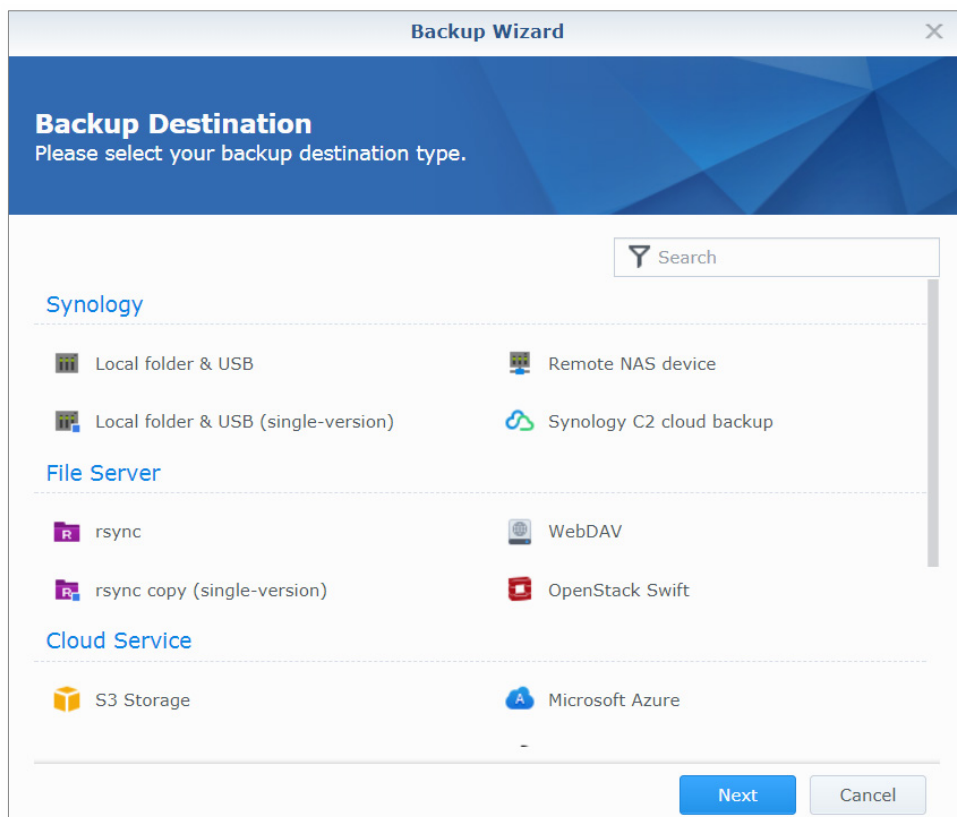 Backup Wizard
Backup Destination
Please select your backup destination type.
Search
Synology
Local folder & USB
Remote NAS device
Local folder & USB (single-version)
Synology C2 cloud backup
File Server
R rsync
WebDAV
R rsync copy (single-version)
OpenStack Swift
Cloud Service
S3 Storage
A Microsoft Azure
Next
Cancel